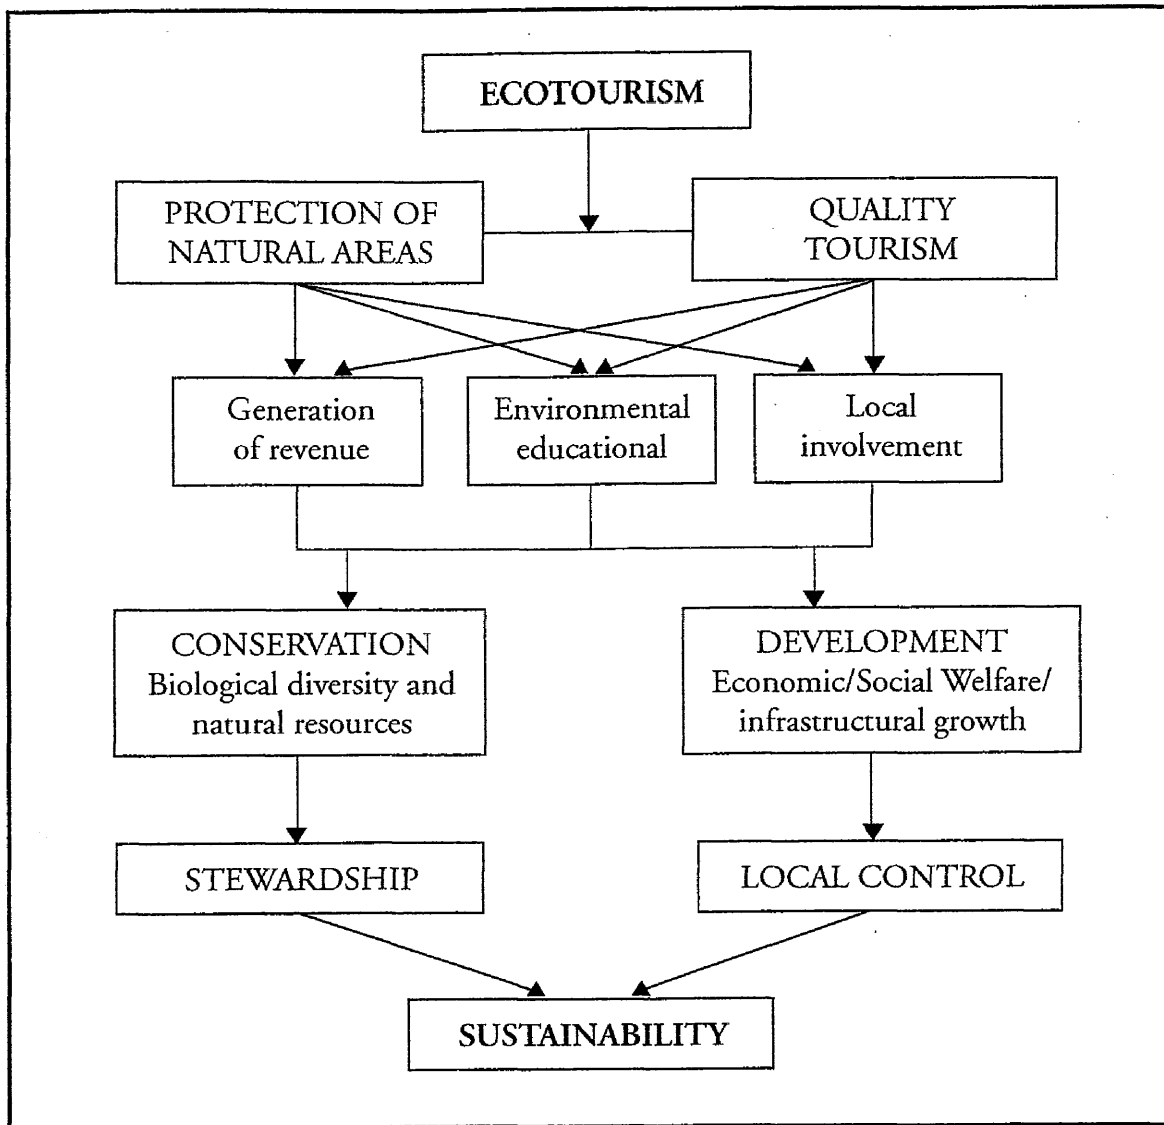 ECOTOURISM
PROTECTION OF
NATURAL AREAS
QUALITY
TOURISM
Generation
of revenue
Environmental
educational
Local
involvement
CONSERVATION
Biological diversity and
natural resources
DEVELOPMENT
Economic/Social Welfare/
infrastructural growth
STEWARDSHIP
LOCAL CONTROL
SUSTAINABILITY